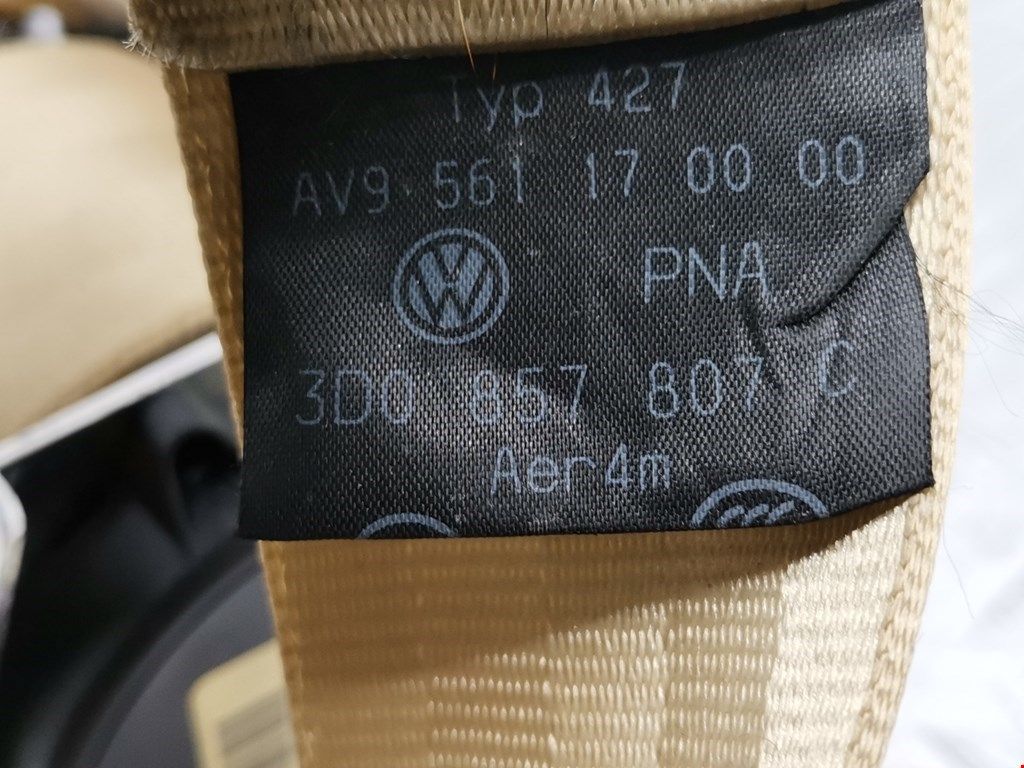 Typ 427
AV9 561 17 00 00
PNA
3D0 857 807 C
Aer4m